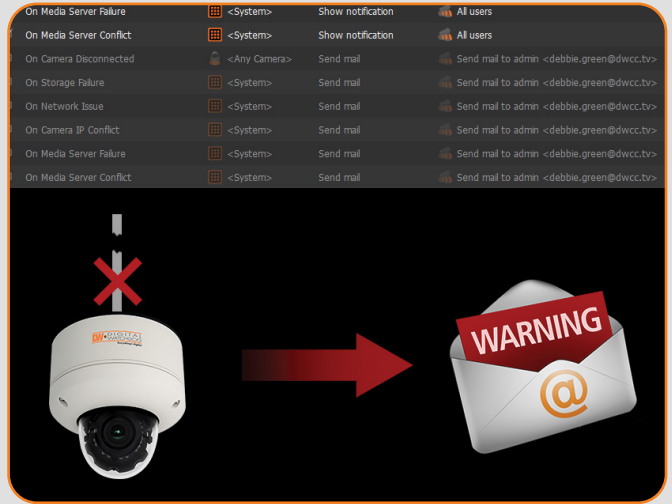 On Media Server Failure <System> Show notification All users
On Media Server Conflict <System> Show notification All users
On Camera Disconnected <Any Camera> Send mail Send mail to admin <debbie.green@dwcc.tv>
On Storage Failure <System> Send mail Send mail to admin <debbie.green@dwcc.tv>
On Network Issue <System> Send mail Send mail to admin <debbie.green@dwcc.tv>
On Camera IP Conflict <System> Send mail Send mail to admin <debbie.green@dwcc.tv>
On Media Server Failure <System> Send mail Send mail to admin <debbie.green@dwcc.tv>
On Media Server Conflict <System> Send mail Send mail to admin <debbie.green@dwcc.tv>
DW DIGITAL
WATCHDOG
WARNING
@